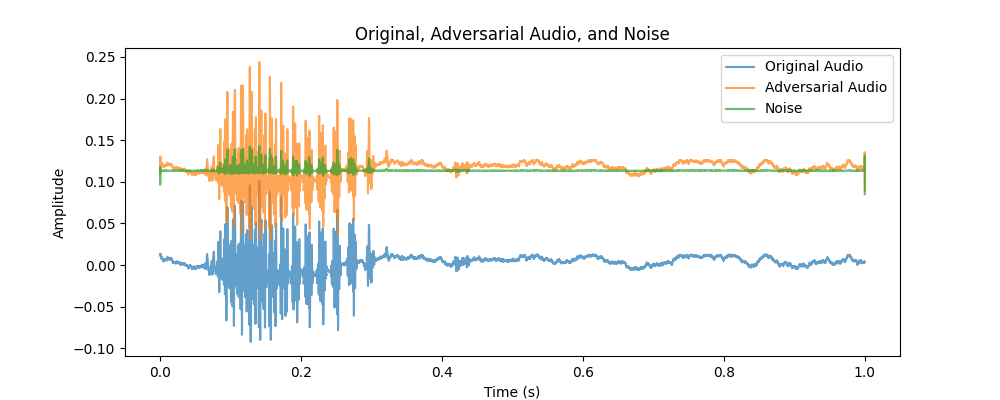 Original, Adversarial Audio, and Noise
Original Audio
Adversarial Audio
Noise
Amplitude
0.25
0.20
0.15
0.10
0.05
0.00
−0.05
−0.10
0.0 0.2 0.4 0.6 0.8 1.0
Time (s)